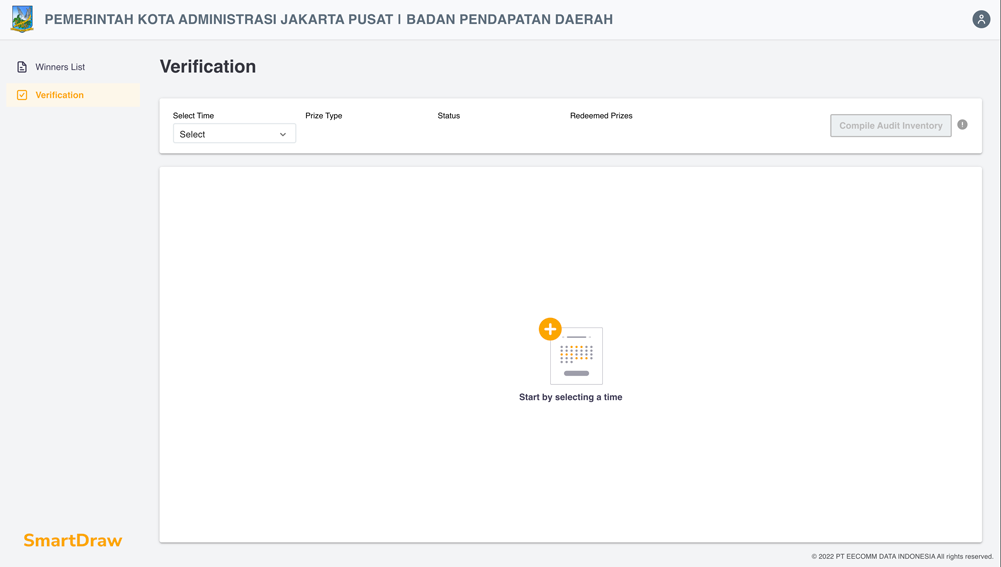 PEMERINTAH KOTA ADMINISTRASI JAKARTA PUSAT | BADAN PENDAPATAN DAERAH
Winners List
Verification
Verification
Select Time
Prize Type
Status
Redeemed Prizes
Select
Compile Audit Inventory
Start by selecting a time
SmartDraw
© 2022 PT EECOMM DATA INDONESIA All rights reserved.